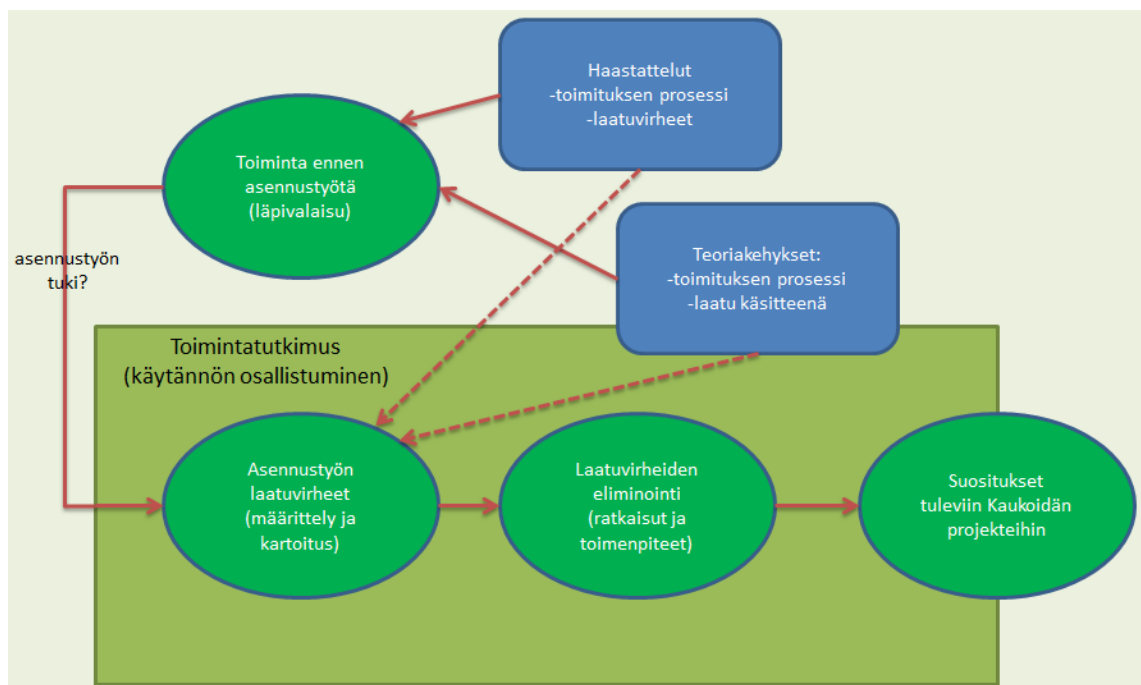 Haastattelut
-toimituksen prosessi
-laatuvirheet
Toiminta ennen
asennustyötä
(läpivalaisu)
Teoriakehykset:
-toimituksen prosessi
-laatu käsitteenä
asennustyön
tuki?
Toimintatutkimus
(käytännön osallistuminen)
Asennustyön
laatuvirheet
(määrittely ja
kartoitus)
Laatuvirheiden
eliminointi
(ratkaisut ja
toimenpiteet)
Suositukset
tuleviin Kaukoidän
projekteihin